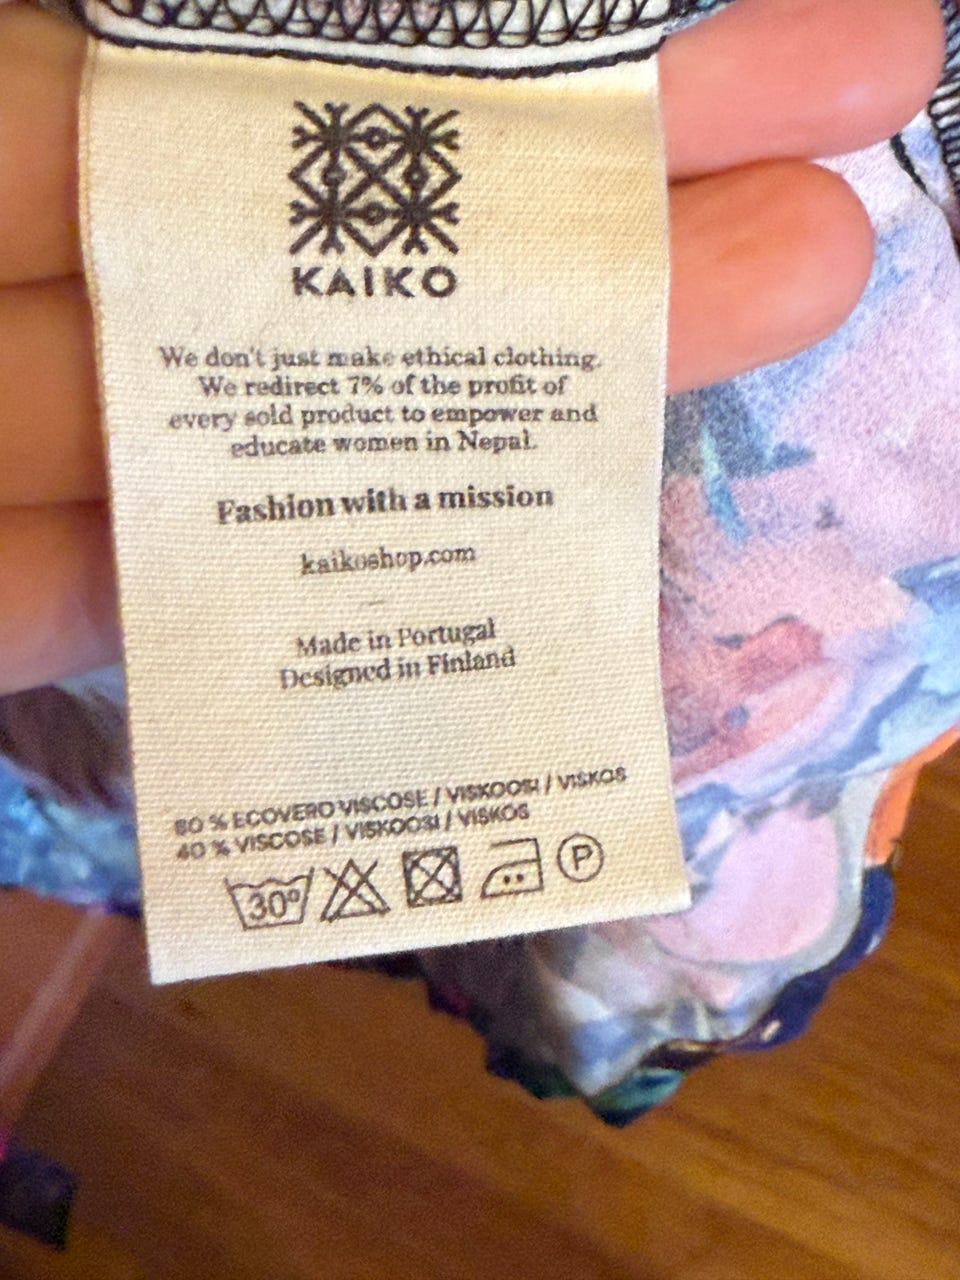 KAIKO
We don't just make ethical clothing.
We redirect 7% of the profit of
every sold product to empower and
educate women in Nepal.
Fashion with a mission
kaikoshop.com
Made in Portugal
Designed in Finland
60 % ECOVERO VISCOSE / VISKOOSI / VISKOS
40 % VISCOSE / VISKOOSI / VISKOS
30° P